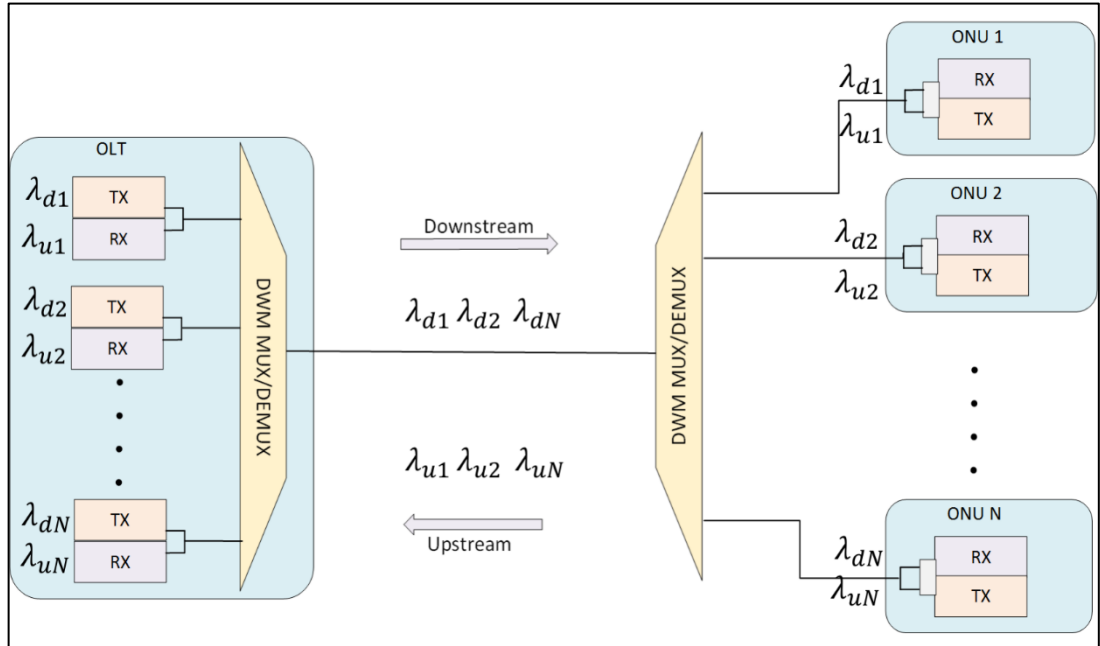 OLT
λd1
TX
λu1
RX
λd2
TX
λu2
RX
λdN
TX
λuN
RX
DWM MUX/DEMUX
Downstream
λd1 λd2 λdN
λu1 λu2 λuN
Upstream
DWM MUX/DEMUX
ONU 1
λd1
RX
λu1
TX
ONU 2
λd2
RX
λu2
TX
ONU N
λdN
RX
λuN
TX